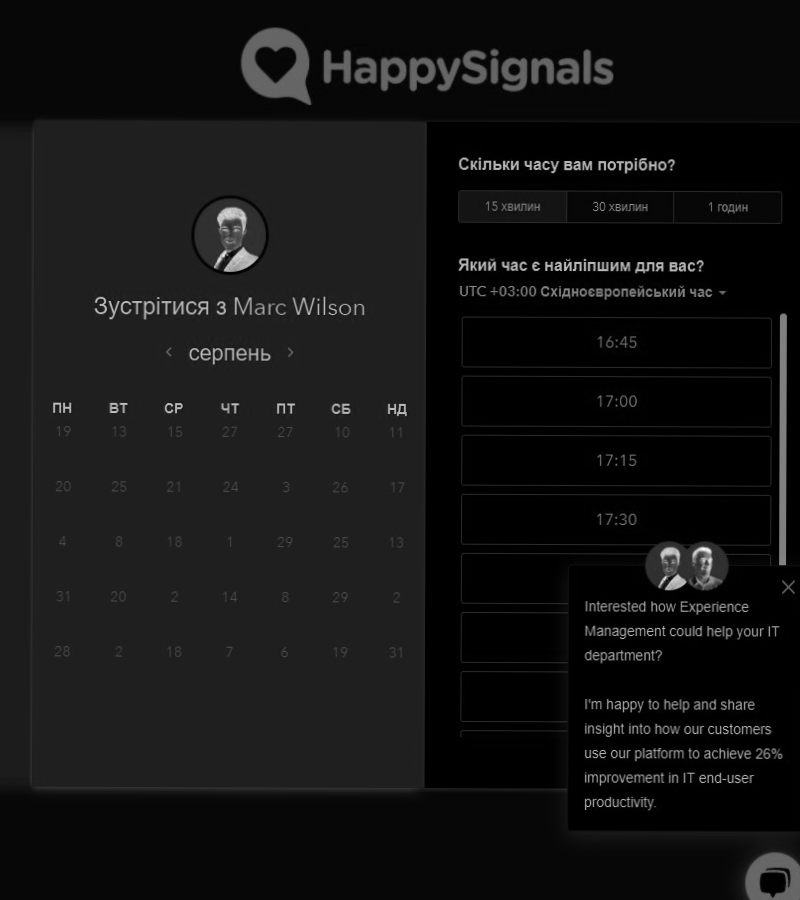 HappySignals
Зустрітися з Marc Wilson
серпень
ПН ВТ СР ЧТ ПТ СБ НД
19 13 15 27 27 10 11
20 25 21 24 3 26 17
4 8 18 1 29 25 13
31 20 2 14 8 29 2
28 2 18 7 6 19 31
Скільки часу вам потрібно?
15 хвилин 30 хвилин 1 годин
Який час є найліпшим для вас?
UTC +03:00 Східноєвропейський час
16:45
17:00
17:15
17:30
Interested how Experience
Management could help your IT
department?
I'm happy to help and share
insight into how our customers
use our platform to achieve 26%
improvement in IT end-user
productivity.